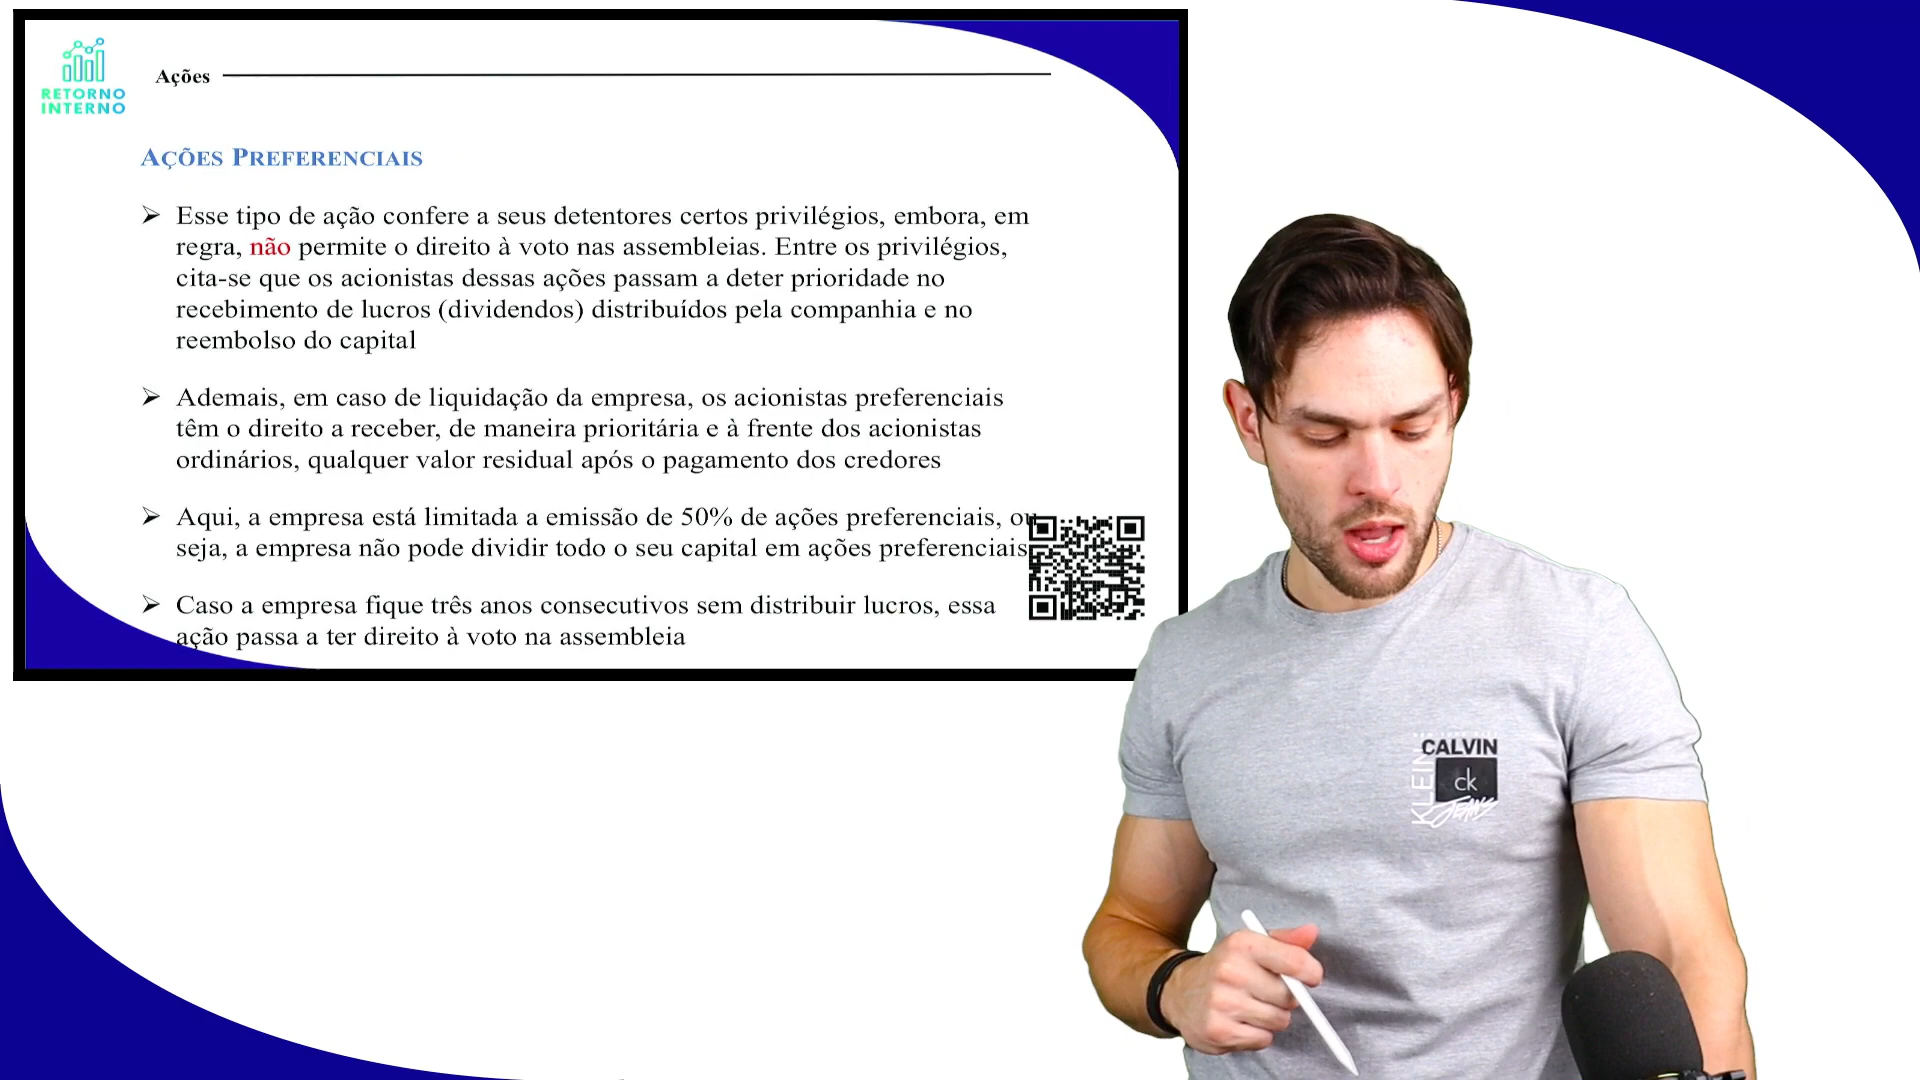 RETORNO
INTERNO
Ações
AÇÕES PREFERENCIAIS
➢ Esse tipo de ação confere a seus detentores certos privilégios, embora, em
regra, não permite o direito à voto nas assembleias. Entre os privilégios,
cita-se que os acionistas dessas ações passam a deter prioridade no
recebimento de lucros (dividendos) distribuídos pela companhia e no
reembolso do capital
➢ Ademais, em caso de liquidação da empresa, os acionistas preferenciais
têm o direito a receber, de maneira prioritária e à frente dos acionistas
ordinários, qualquer valor residual após o pagamento dos credores
➢ Aqui, a empresa está limitada a emissão de 50% de ações preferenciais, ou
seja, a empresa não pode dividir todo o seu capital em ações preferenciais
➢ Caso a empresa fique três anos consecutivos sem distribuir lucros, essa
ação passa a ter direito à voto na assembleia
CALVIN
KLEIN
ck
JEANS